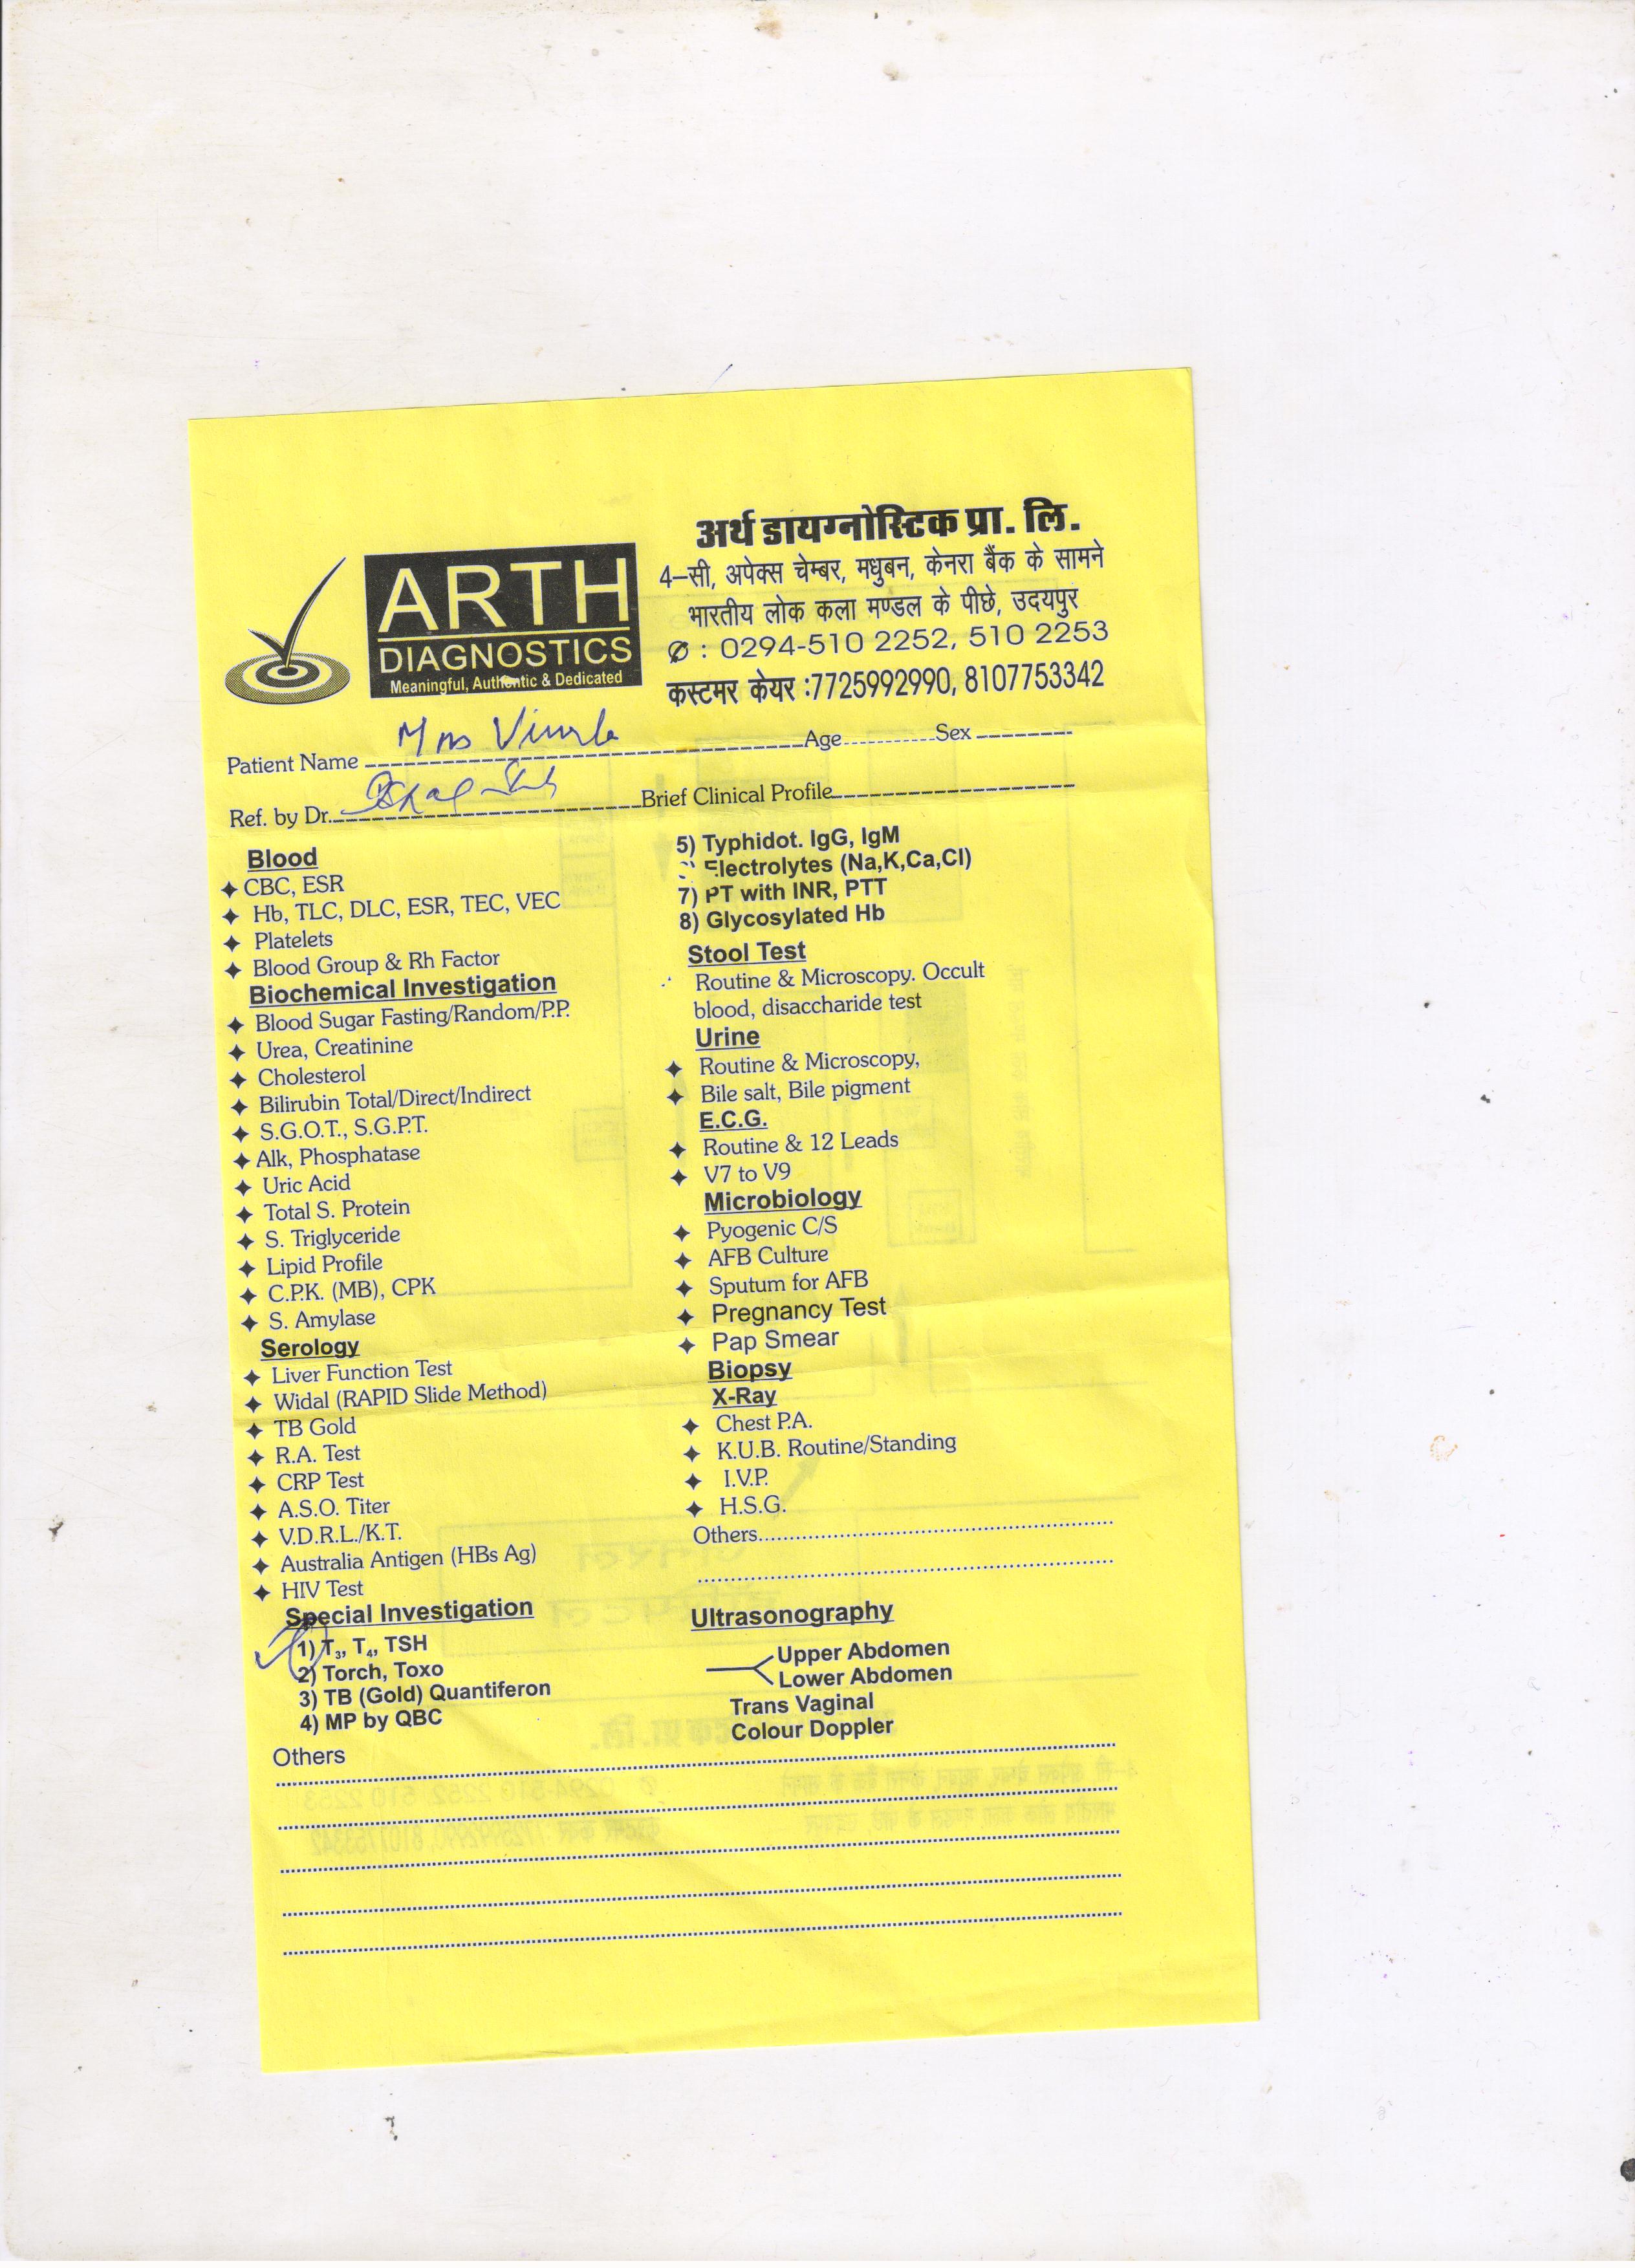 अर्थ डायग्नोस्टिक प्रा. लि.
4-सी, अपेक्स चेम्बर, मधुबन, केनरा बैंक के सामने
भारतीय लोक कला मण्डल के पीछे, उदयपुर
: 0294-510 2252, 510 2253
कस्टमर केयर :7725992990, 8107753342
ARTH
DIAGNOSTICS
Meaningful, Authentic & Dedicated
Patient Name Mrs Age Sex
Ref. by Dr. Brief Clinical Profile
Blood
CBC, ESR
Hb, TLC, DLC, ESR, TEC, VEC
Platelets
Blood Group & Rh Factor
Biochemical Investigation
Blood Sugar Fasting/Random/P.P.
Urea, Creatinine
Cholesterol
Bilirubin Total/Direct/Indirect
S.G.O.T., S.G.P.T.
Alk, Phosphatase
Uric Acid
Total S. Protein
S. Triglyceride
Lipid Profile
C.P.K. (MB), CPK
S. Amylase
Serology
Liver Function Test
Widal (RAPID Slide Method)
TB Gold
R.A. Test
CRP Test
A.S.O. Titer
V.D.R.L./K.T.
Australia Antigen (HBs Ag)
HIV Test
Special Investigation
1) T3, T4, TSH
2) Torch, Toxo
3) TB (Gold) Quantiferon
4) MP by QBC
5) Typhidot. IgG, IgM
Electrolytes (Na,K,Ca,Cl)
7) PT with INR, PTT
8) Glycosylated Hb
Stool Test
Routine & Microscopy. Occult
blood, disaccharide test
Urine
Routine & Microscopy,
Bile salt, Bile pigment
E.C.G.
Routine & 12 Leads
V7 to V9
Microbiology
Pyogenic C/S
AFB Culture
Sputum for AFB
Pregnancy Test
Pap Smear
Biopsy
X-Ray
Chest P.A.
K.U.B. Routine/Standing
I.V.P.
H.S.G.
Others
Ultrasonography
Upper Abdomen
Lower Abdomen
Trans Vaginal
Colour Doppler
Others